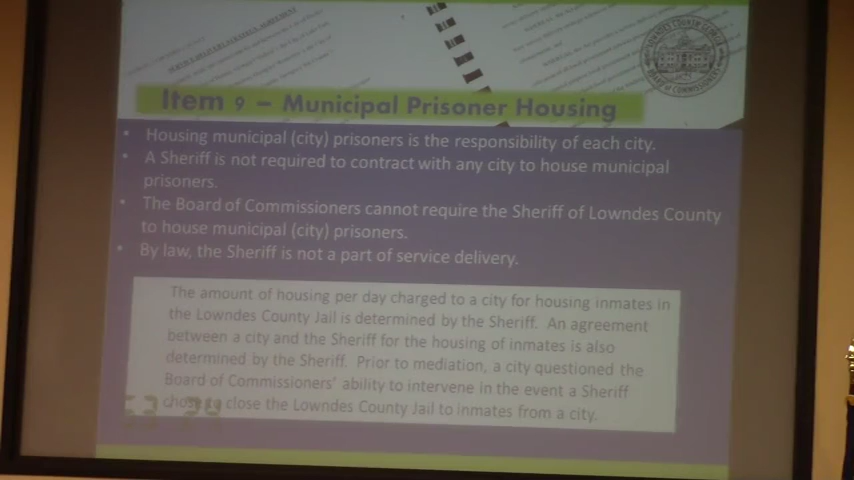 Item 9 – Municipal Prisoner Housing
• Housing municipal (city) prisoners is the responsibility of each city.
• A Sheriff is not required to contract with any city to house municipal
prisoners.
• The Board of Commissioners cannot require the Sheriff of Lowndes County
to house municipal (city) prisoners.
• By law, the Sheriff is not a part of service delivery.
The amount of housing per day charged to a city for housing inmates in
the Lowndes County Jail is determined by the Sheriff. An agreement
between a city and the Sheriff for the housing of inmates is also
determined by the Sheriff. Prior to mediation, a city questioned the
Board of Commissioners' ability to intervene in the event a Sheriff
chose to close the Lowndes County Jail to inmates from a city.